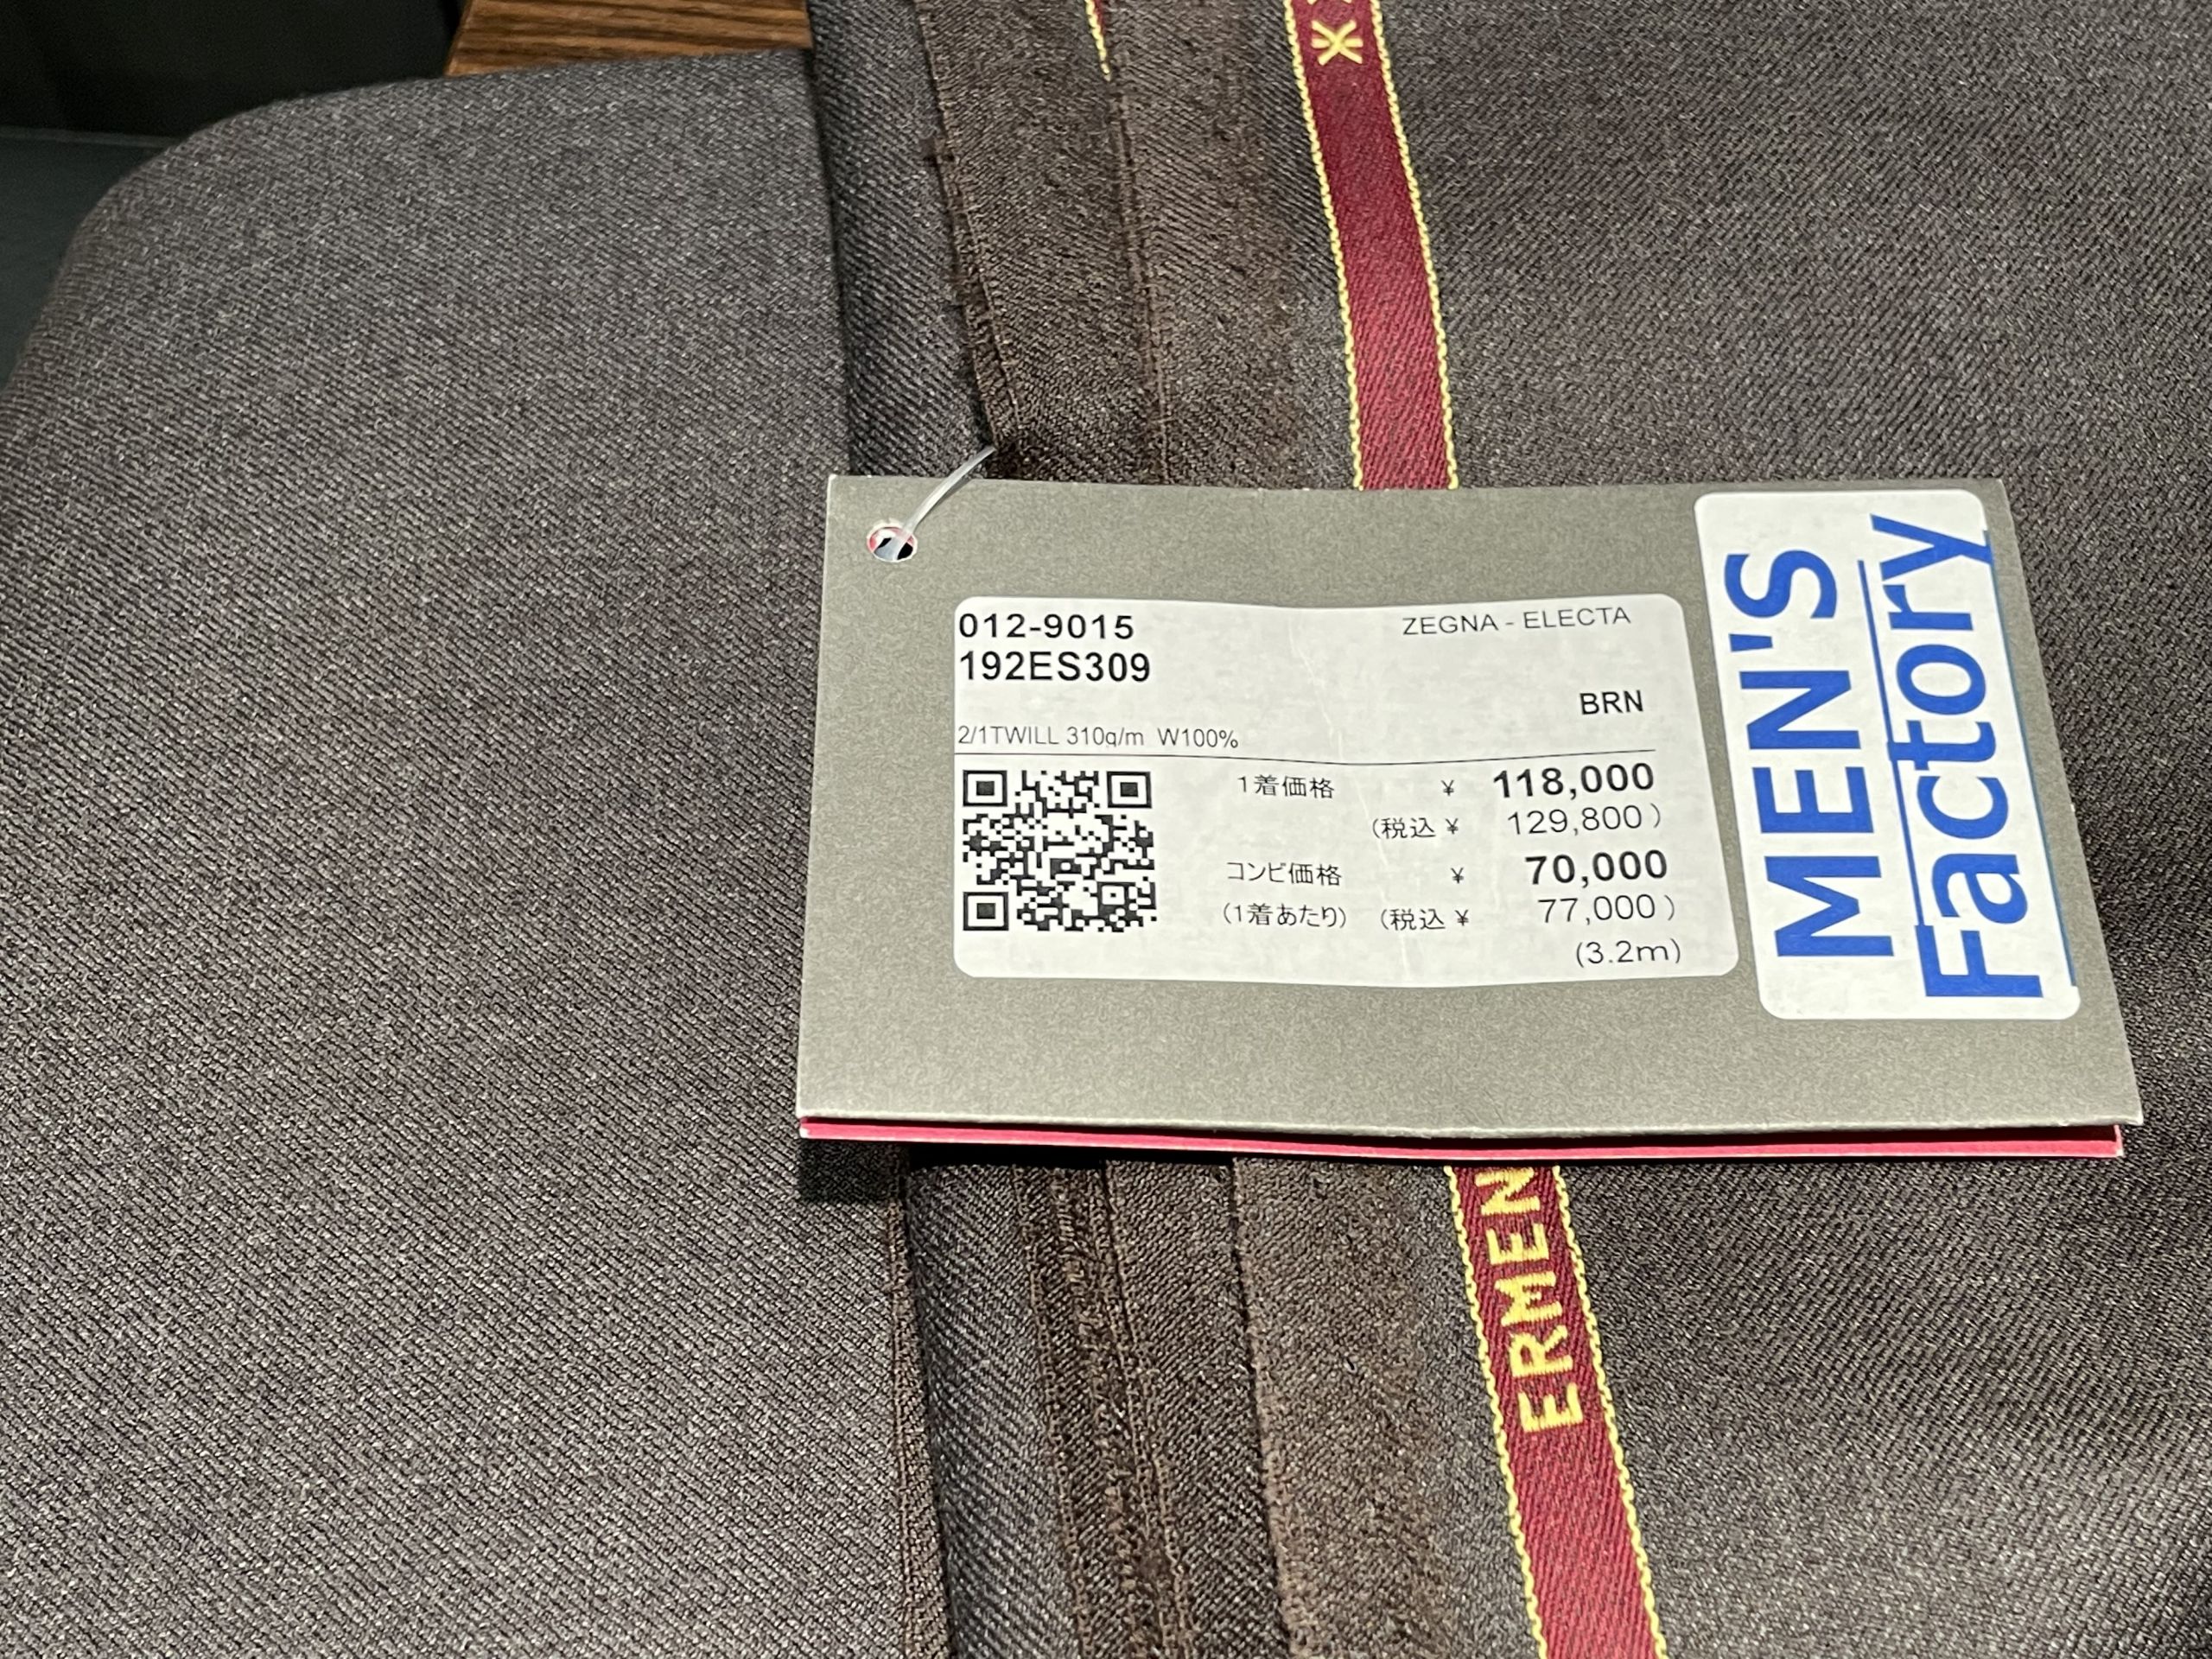 012-9015
ZEGNA - ELECTA
192ES309
BRN
2/1TWILL 310g/m W100%
1着価格 ¥ 118,000
(税込 ¥ 129,800 )
コンビ価格 ¥ 70,000
(1着あたり) (税込 ¥ 77,000 )
(3.2m)
MEN'S
Factory
ERMEN